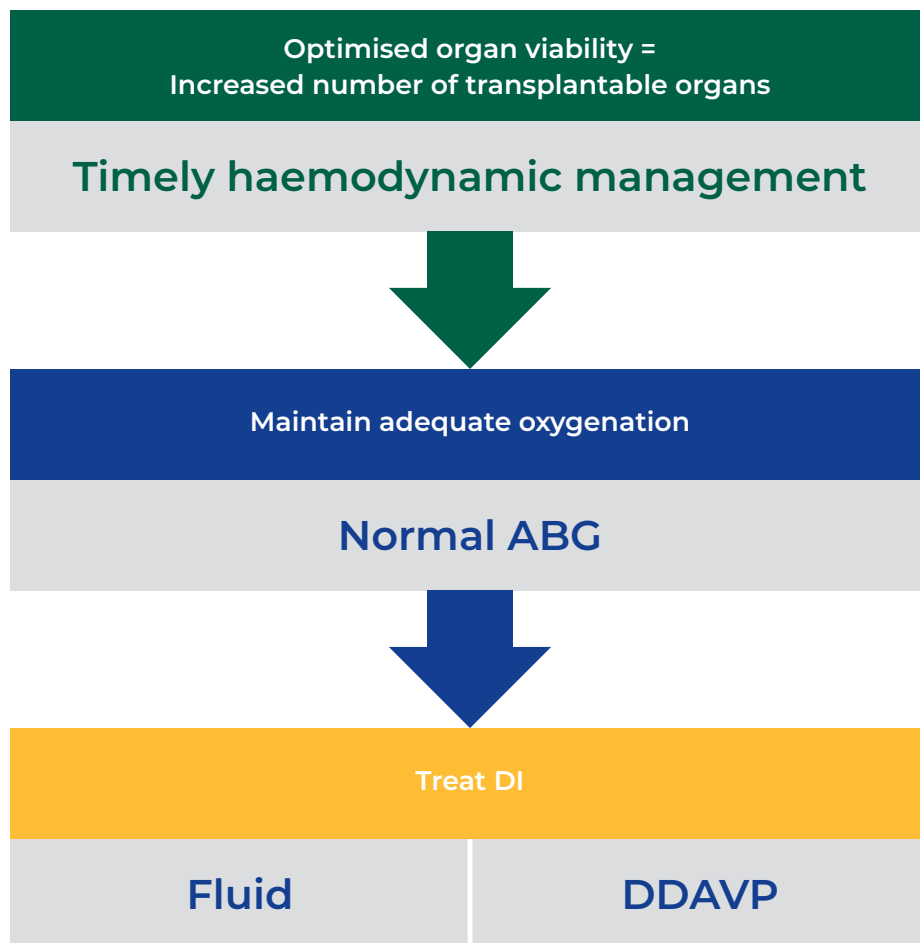 Optimised organ viability =
Increased number of transplantable organs
Timely haemodynamic management
Maintain adequate oxygenation
Normal ABG
Treat DI
Fluid
DDAVP